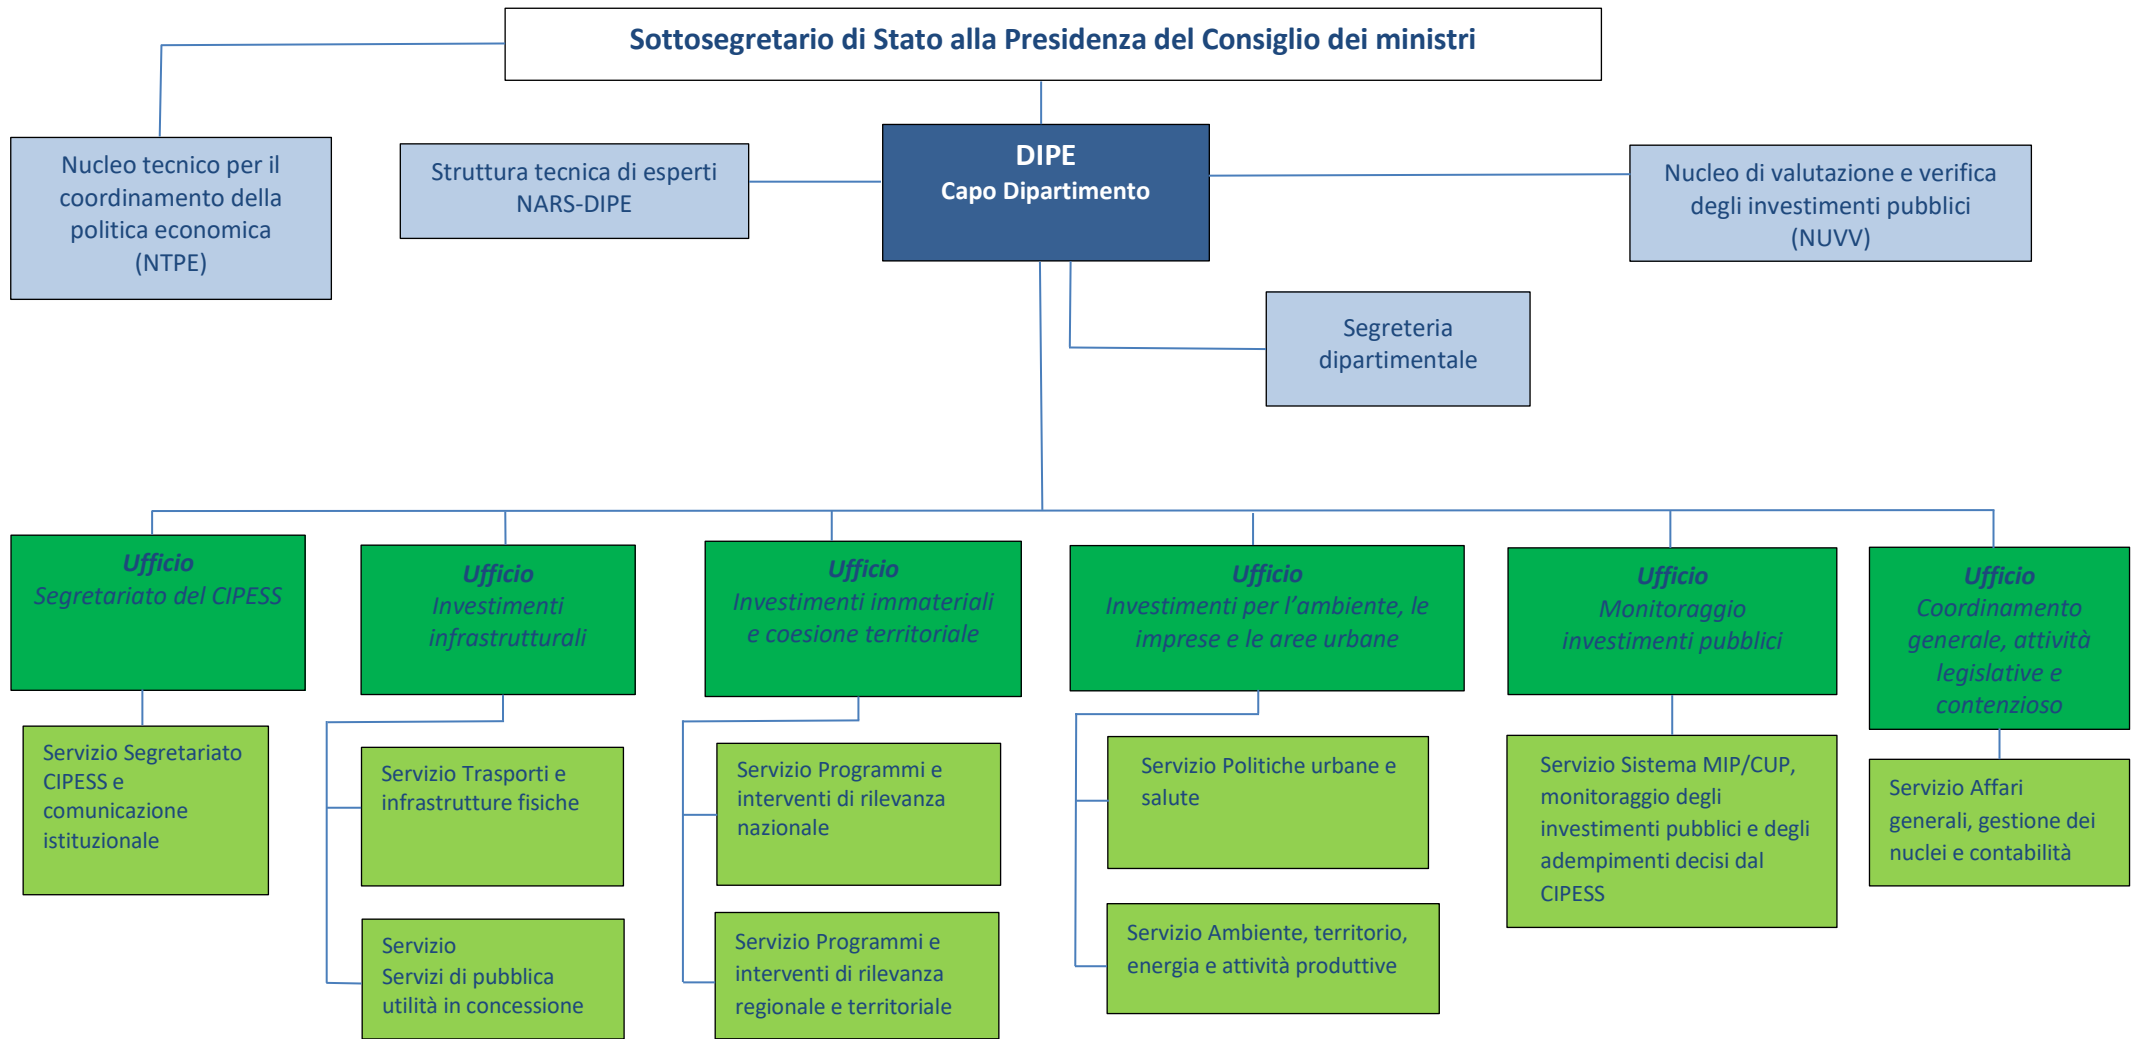 Sottosegretario di Stato alla Presidenza del Consiglio dei ministri
Nucleo tecnico per il
coordinamento della
politica economica
(NTPE)
Struttura tecnica di esperti
NARS-DIPE
DIPE
Capo Dipartimento
Nucleo di valutazione e verifica
degli investimenti pubblici
(NUVV)
Segreteria
dipartimentale
Ufficio
Segretariato del CIPESS
Ufficio
Investimenti
infrastrutturali
Ufficio
Investimenti immateriali
e coesione territoriale
Ufficio
Investimenti per l’ambiente, le
imprese e le aree urbane
Ufficio
Monitoraggio
investimenti pubblici
Ufficio
Coordinamento
generale, attività
legislative e
contenzioso
Servizio Segretariato
CIPESS e
comunicazione
istituzionale
Servizio Trasporti e
infrastrutture fisiche
Servizio Programmi e
interventi di rilevanza
nazionale
Servizio Politiche urbane e
salute
Servizio Sistema MIP/CUP,
monitoraggio degli
investimenti pubblici e degli
adempimenti decisi dal
CIPESS
Servizio Affari
generali, gestione dei
nuclei e contabilità
Servizio
Servizi di pubblica
utilità in concessione
Servizio Programmi e
interventi di rilevanza
regionale e territoriale
Servizio Ambiente, territorio,
energia e attività produttive